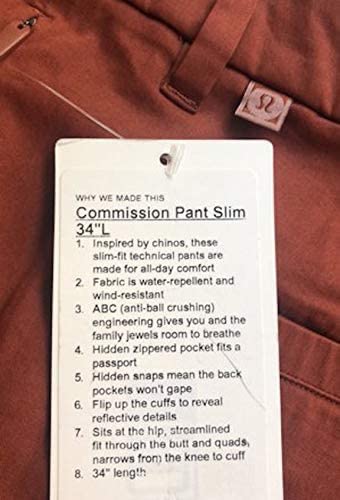 WHY WE MADE THIS
Commission Pant Slim
34"L
1. Inspired by chinos, these
slim-fit technical pants are
made for all-day comfort
2. Fabric is water-repellent and
wind-resistant
3. ABC (anti-ball crushing)
engineering gives you and the
family jewels room to breathe
4. Hidden zippered pocket fits a
passport
5. Hidden snaps mean the back
pockets won't gape
6. Flip up the cuffs to reveal
reflective details
7. Sits at the hip, streamlined
fit through the butt and quads,
narrows from the knee to cuff
8. 34" length